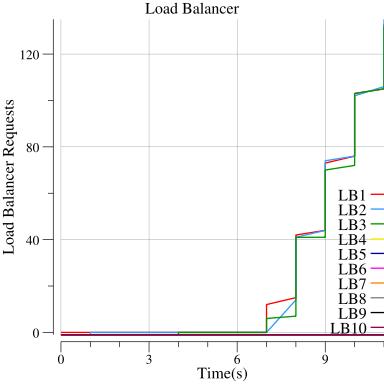 Load Balancer
Load Balancer Requests
120
80
40
0
0
3
6
9
Time(s)
LB1
LB2
LB3
LB4
LB5
LB6
LB7
LB8
LB9
LB10